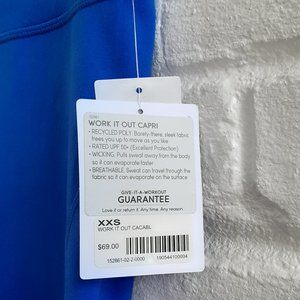 WORK IT OUT CAPRI
• RECYCLED POLY. Barely-there, sleek fabric
frees you up to move as you like
• RATED UPF 50+ (Excellent Protection)
• WICKING. Pulls sweat away from the body
so it can evaporate faster
• BREATHABLE. Sweat can travel through the
fabric so it can evaporate on the surface
GIVE-IT-A-WORKOUT
GUARANTEE
Love it or return it. Any time. Any reason.
XXS
WORK IT OUT CACABL
$69.00
152861-02-2-0000 190544100004